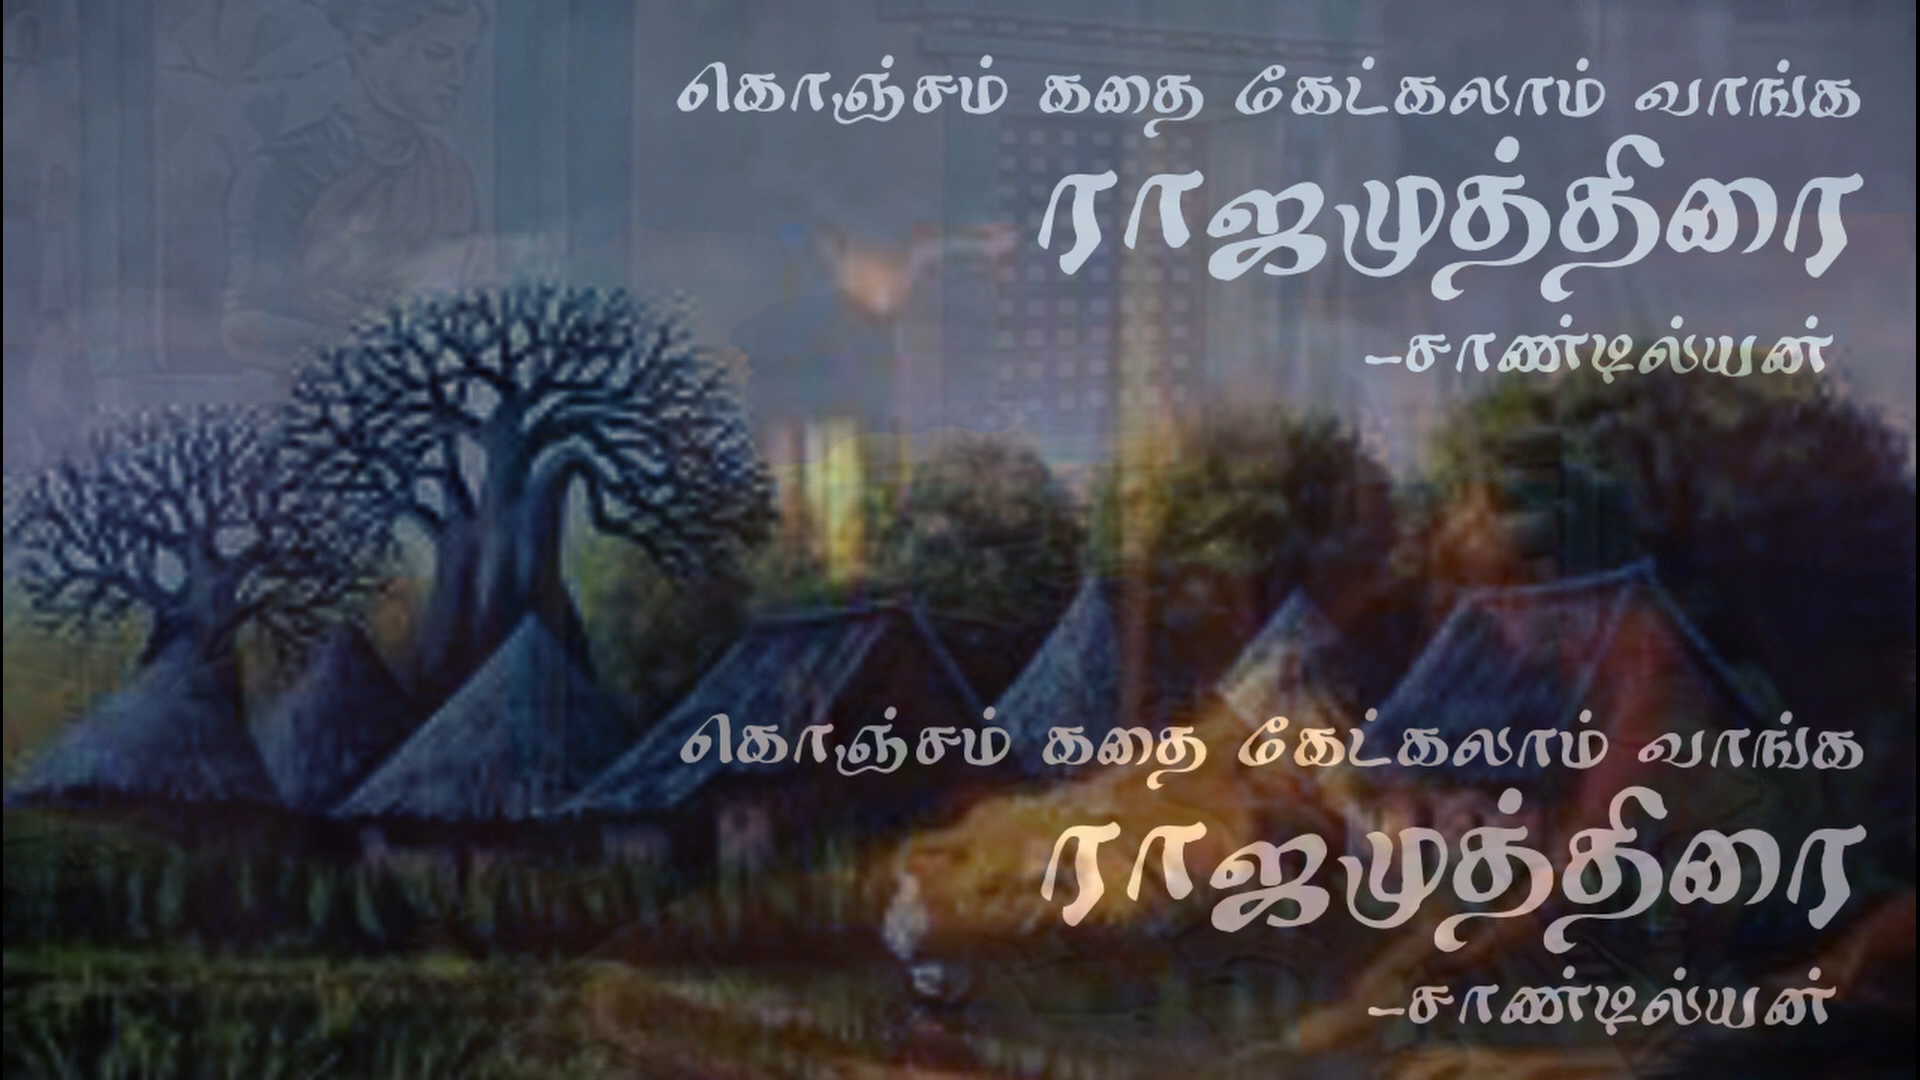 கொஞ்சம் கதை கேட்கலாம் வாங்க
ராஜமுத்திரை
-சாண்டில்யன்
கொஞ்சம் கதை கேட்கலாம் வாங்க
ராஜமுத்திரை
-சாண்டில்யன்